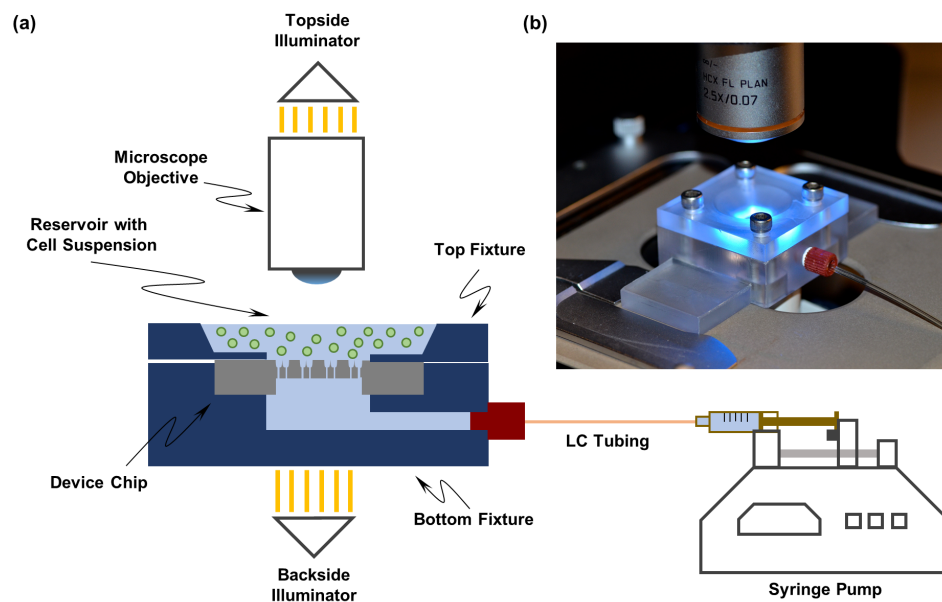 (a)
Topside
Illuminator
Microscope
Objective
Reservoir with
Cell Suspension
Top Fixture
Device Chip
Bottom Fixture
Backside
Illuminator
LC Tubing
Syringe Pump
(b)
∞/-
HCX FL PLAN
2.5x/0.07